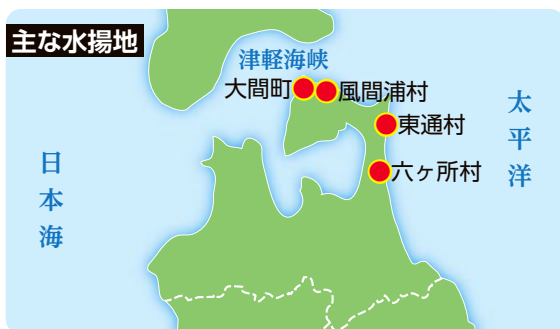 主な水揚地
津軽海峡
大間町
風間浦村
東通村
六ヶ所村
太平洋
日本海